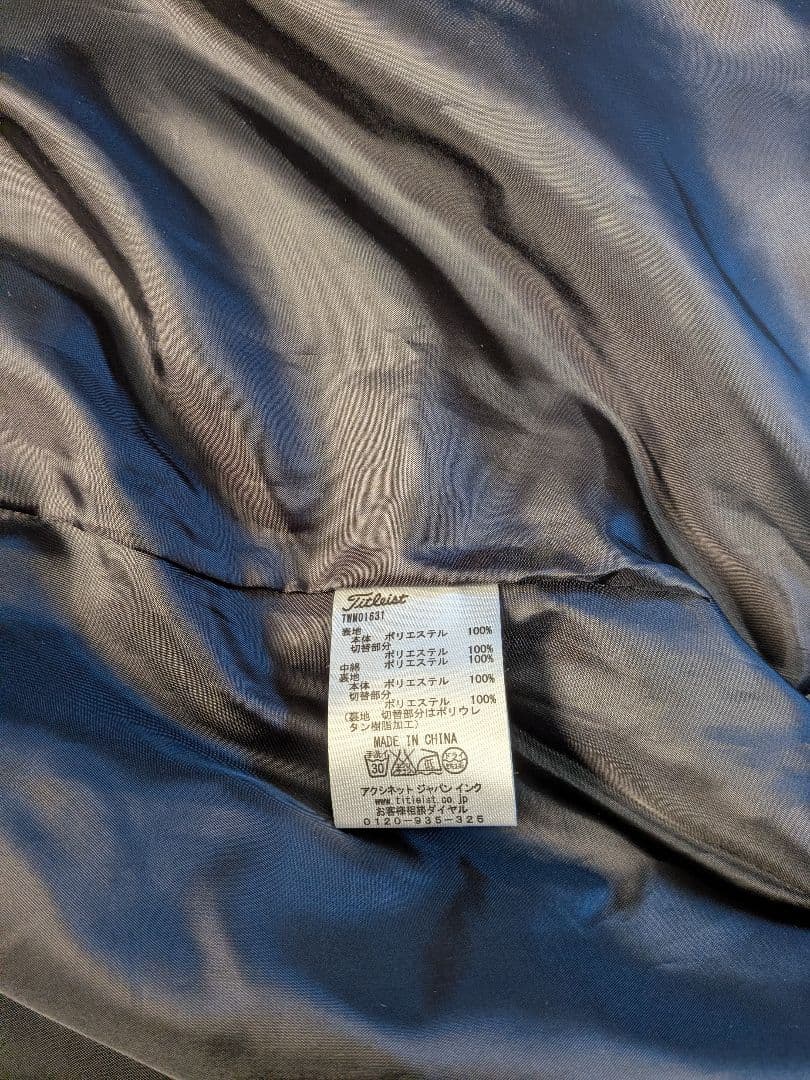 Titleist
TWMO1631
表地
本体 ポリエステル 100%
切替部分
ポリエステル 100%
中綿 ポリエステル 100%
裏地
本体 ポリエステル 100%
切替部分
ポリエステル 100%
(裏地 切替部分はポリウレ
タン樹脂加工)
MADE IN CHINA
手洗イ
30
アクシネット ジャパン インク
www.titleist.co.jp
お客様相談ダイヤル
0120-935-325